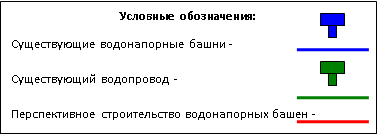 Условные обозначения:
Существующие водонапорные башни -
Существующий водопровод -
Перспективное строительство водонапорных башен -